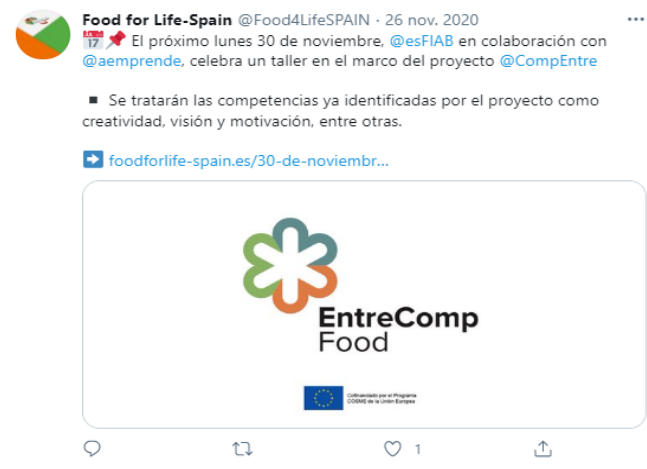 Food for Life-Spain @Food4LifeSPAIN · 26 nov. 2020
El próximo lunes 30 de noviembre, @esFIAB en colaboración con
@aemprende, celebra un taller en el marco del proyecto @CompEntre
Se tratarán las competencias ya identificadas por el proyecto como
creatividad, visión y motivación, entre otras.
foodforlife-spain.es/30-de-noviembr...
EntreComp
Food
Cofinanciado por el Programa
COSME de la Unión Europea
1